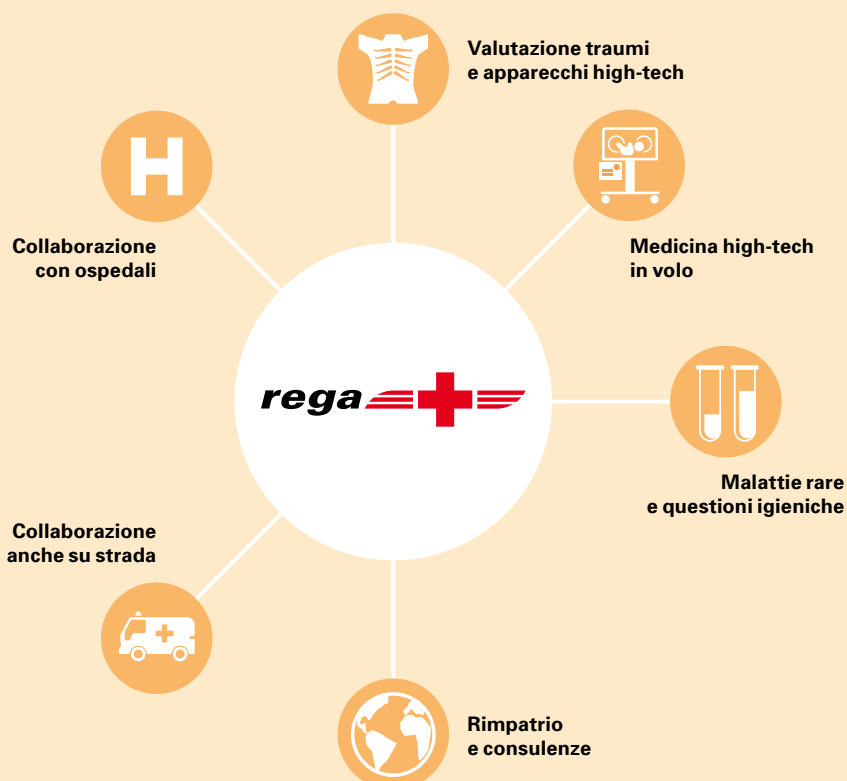 Valutazione traumi
e apparecchi high-tech
H
Medicina high-tech
in volo
Collaborazione
con ospedali
rega
Malattie rare
e questioni igieniche
Collaborazione
anche su strada
Rimpatrio
e consulenze